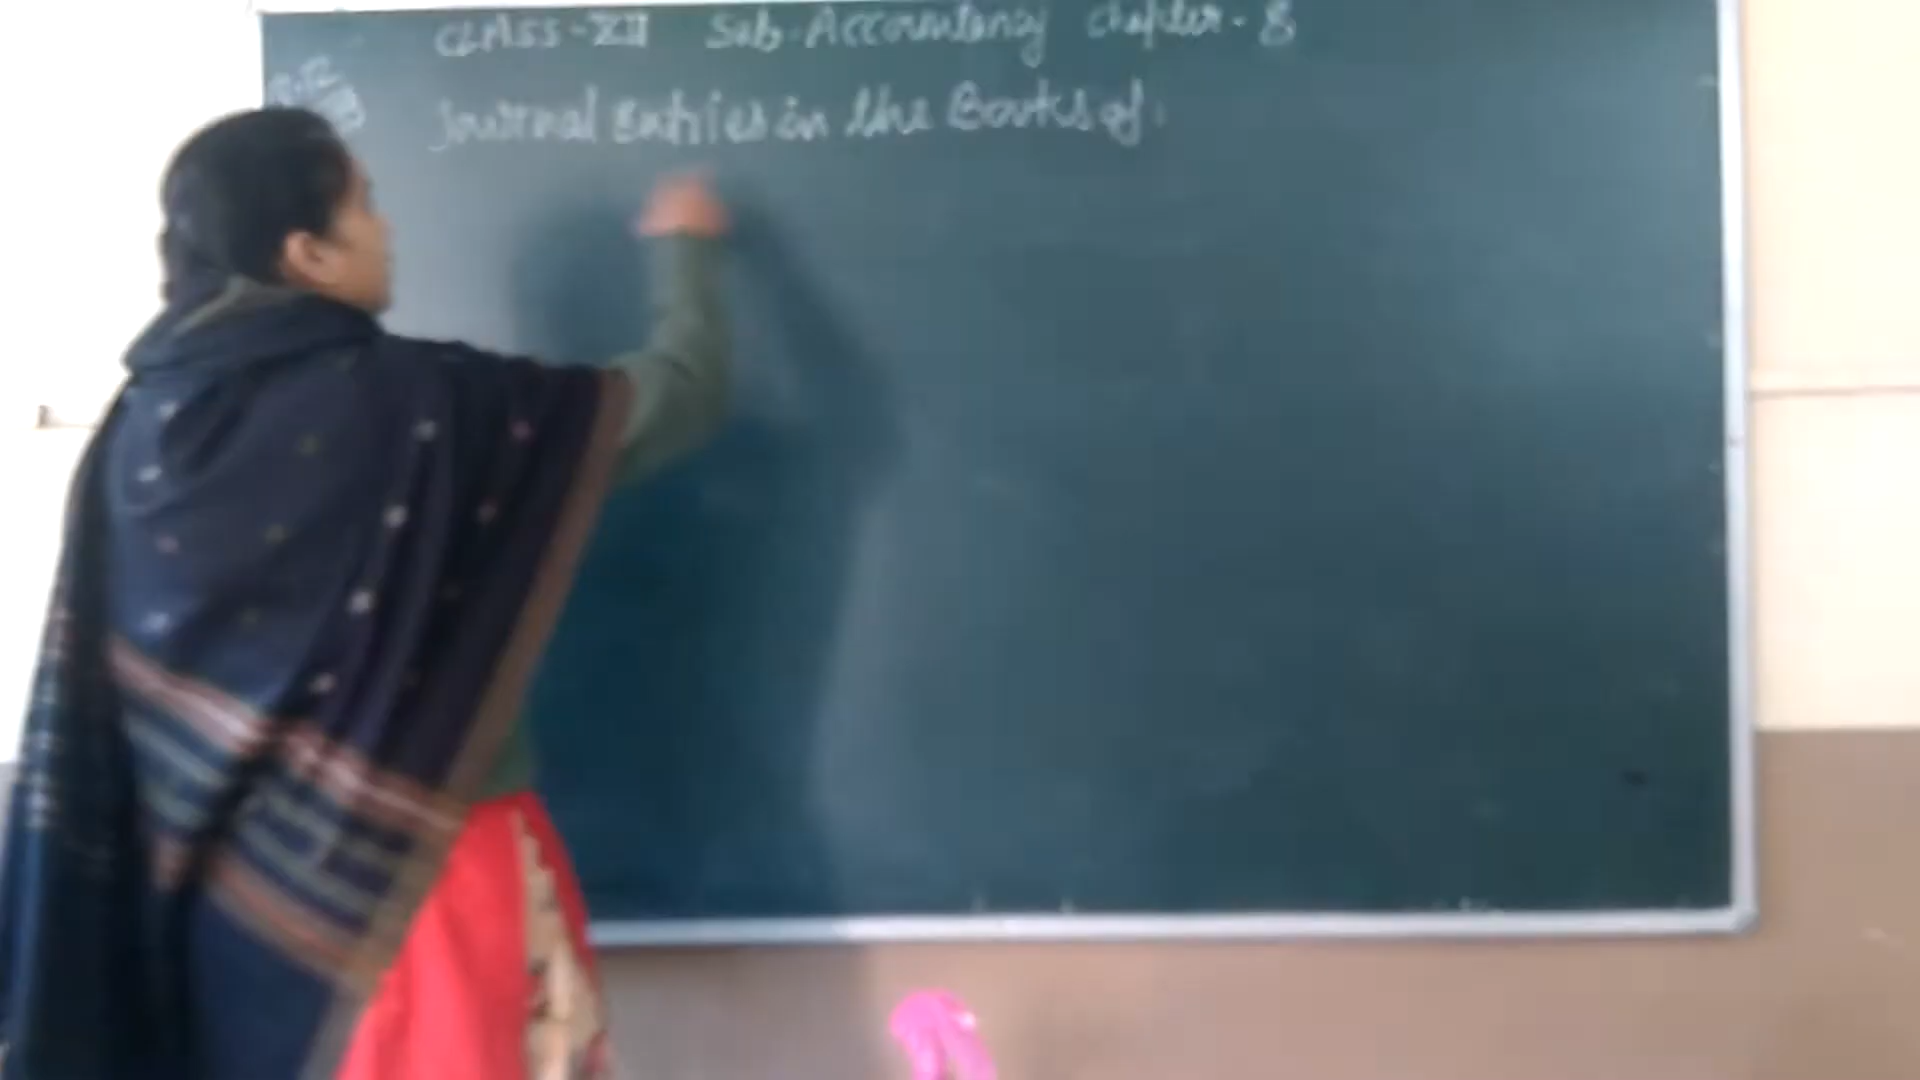 CLASS-XII Sub-Accountancy Chapter-8
Journal Entries in the Books of